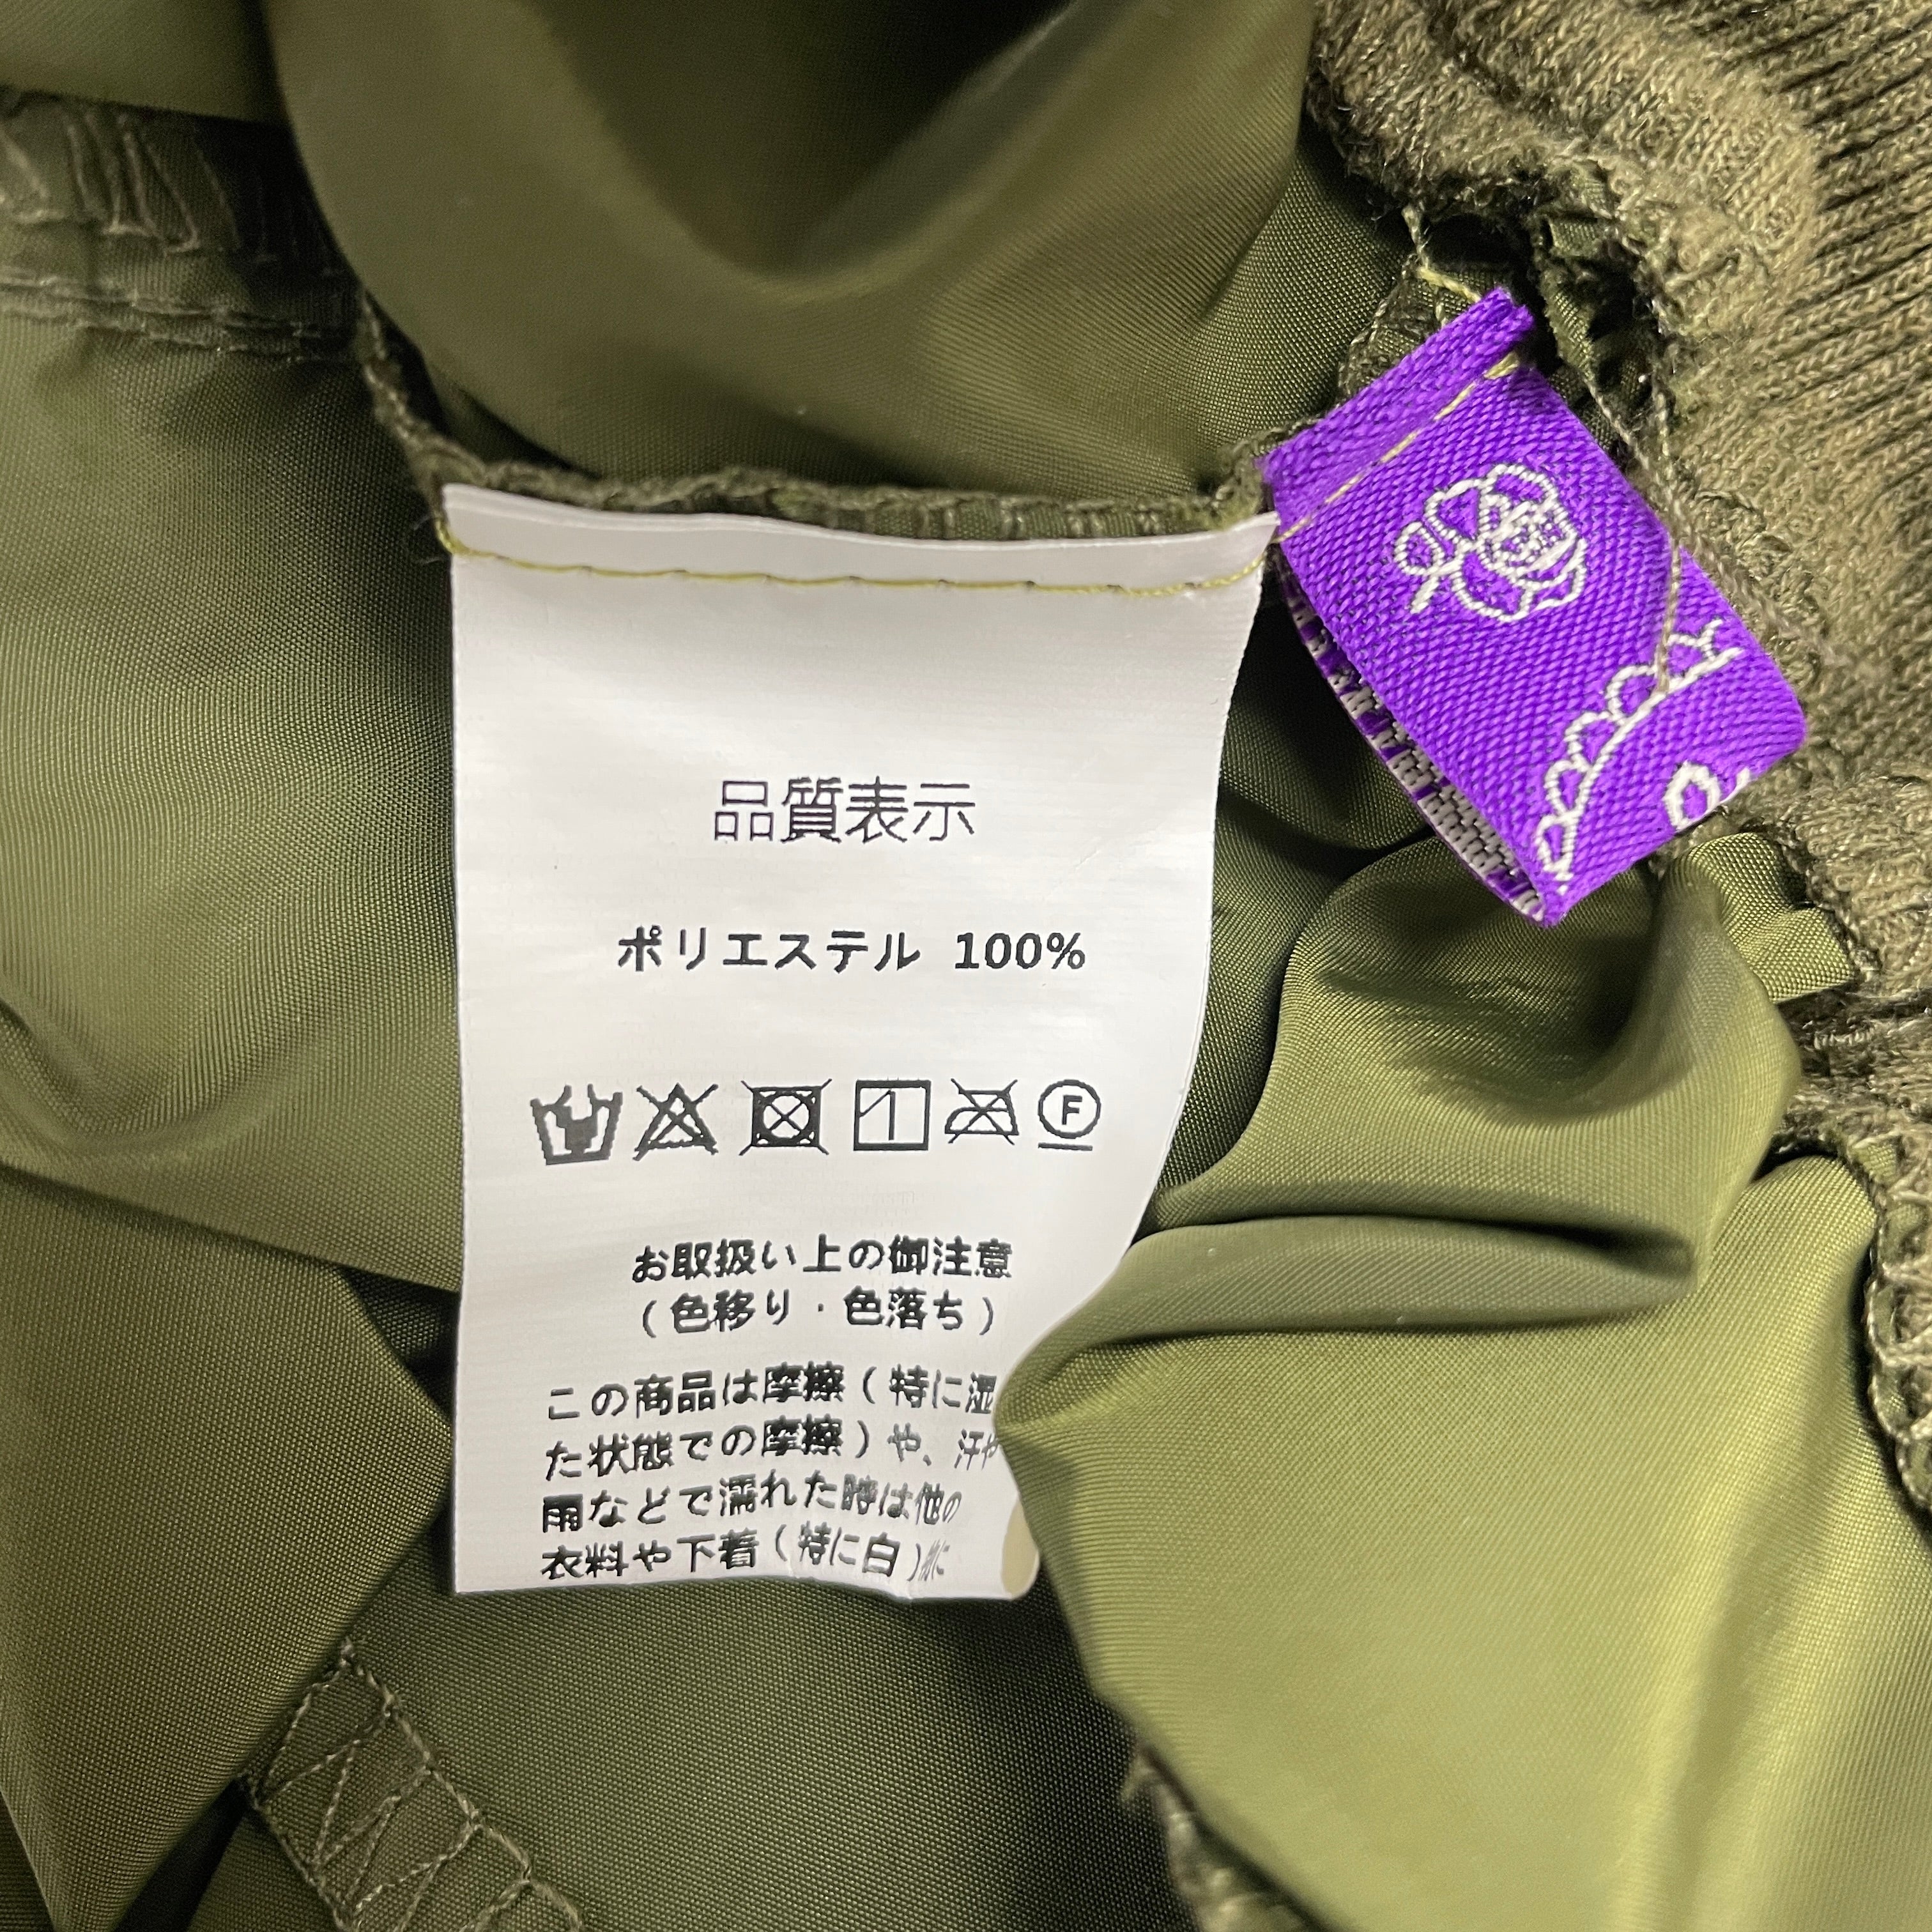 品質表示
ポリエステル 100%
F
お取扱い上の御注意
(色移り・色落ち)
この商品は摩擦(特に湿
た状態での摩擦)や、汗や
雨などで濡れた時は他の
衣料や下着(特に白)物に